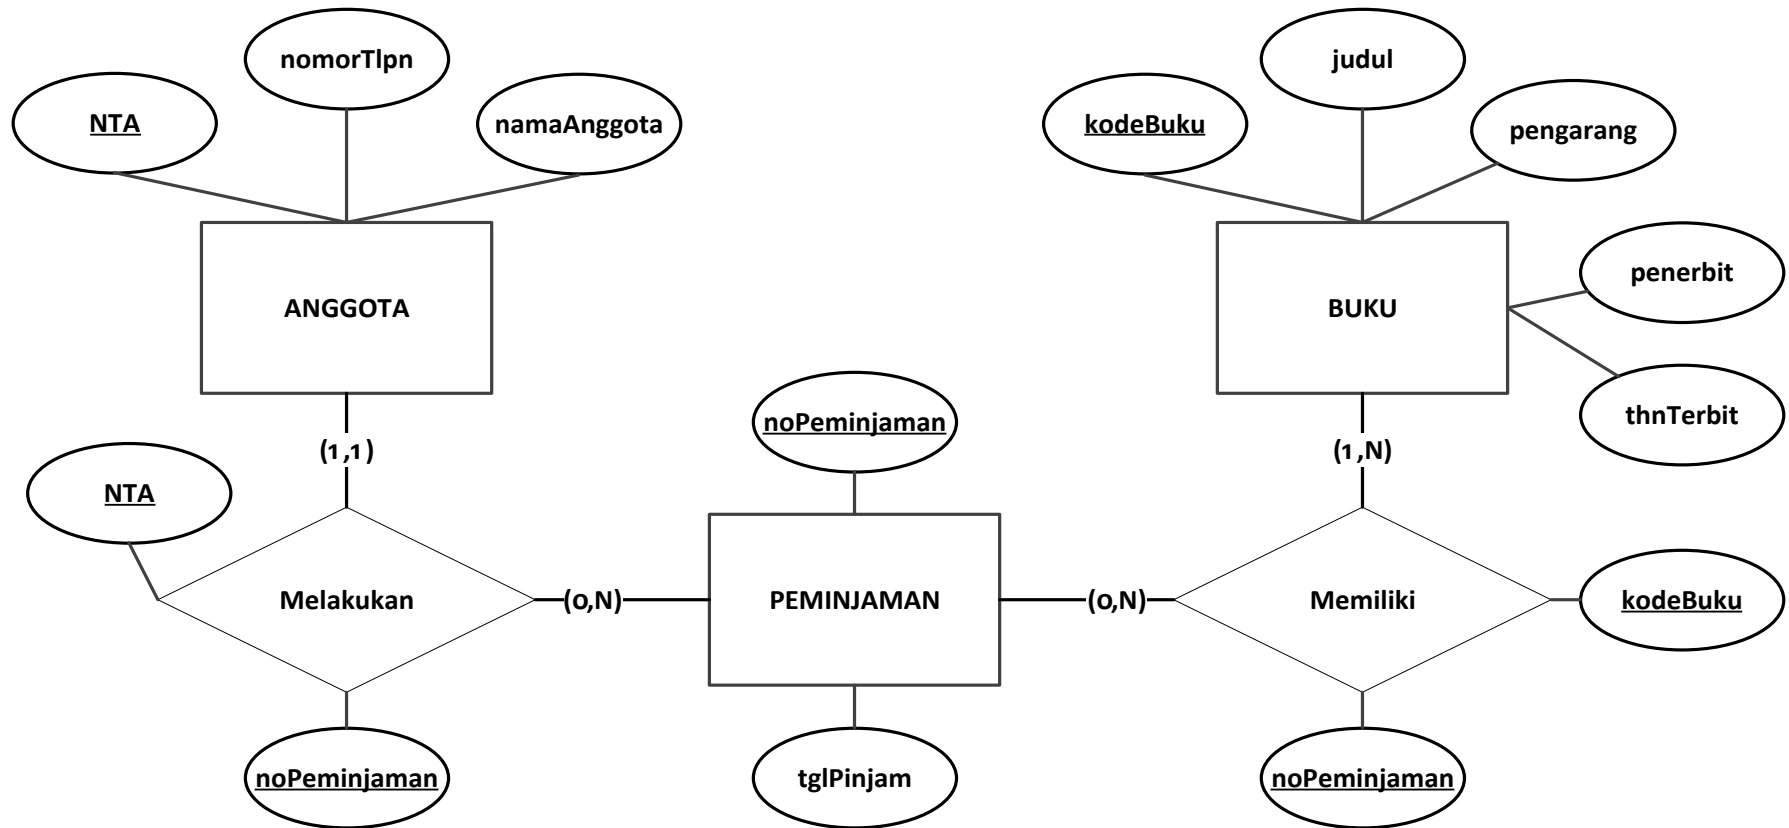 nomorTlpn
judul
NTA
namaAnggota
kodeBuku
pengarang
penerbit
ANGGOTA
BUKU
thnTerbit
noPeminjaman
(1,1)
(1,N)
NTA
Melakukan
(0,N)
PEMINJAMAN
(0,N)
Memiliki
kodeBuku
noPeminjaman
tglPinjam
noPeminjaman